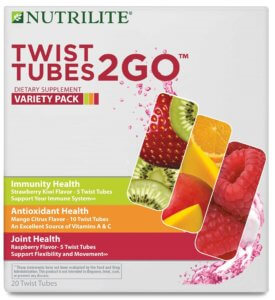 NUTRILITE®
TWIST
TUBES2GO™
DIETARY SUPPLEMENT
VARIETY PACK
Immunity Health
Strawberry Kiwi Flavor - 5 Twist Tubes
Support Your Immune System◊◊
Antioxidant Health
Mango Citrus Flavor - 10 Twist Tubes
An Excellent Source of Vitamins A & C
Joint Health
Raspberry Flavor- 5 Twist Tubes
Support Flexibility and Movement
20 Twist Tubes
These statements have not been evaluated by the Food and Drug
Administration. This product is not intended to diagnose, treat, cure,
or prevent any disease.